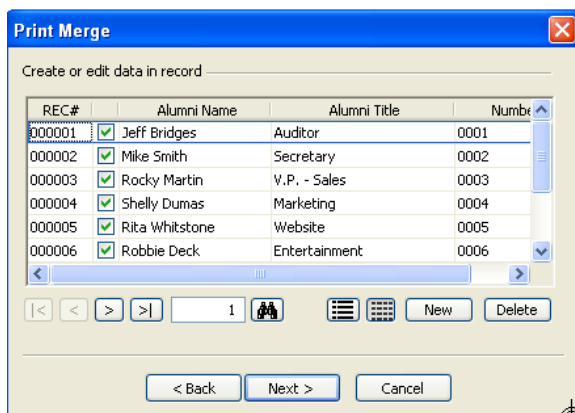 Print Merge
Create or edit data in record
REC# Alumni Name Alumni Title Numbe
000001 Jeff Bridges Auditor 0001
000002 Mike Smith Secretary 0002
000003 Rocky Martin V.P. - Sales 0003
000004 Shelly Dumas Marketing 0004
000005 Rita Whitstone Website 0005
000006 Robbie Deck Entertainment 0006
|< < > >| 1 New Delete
< Back Next > Cancel